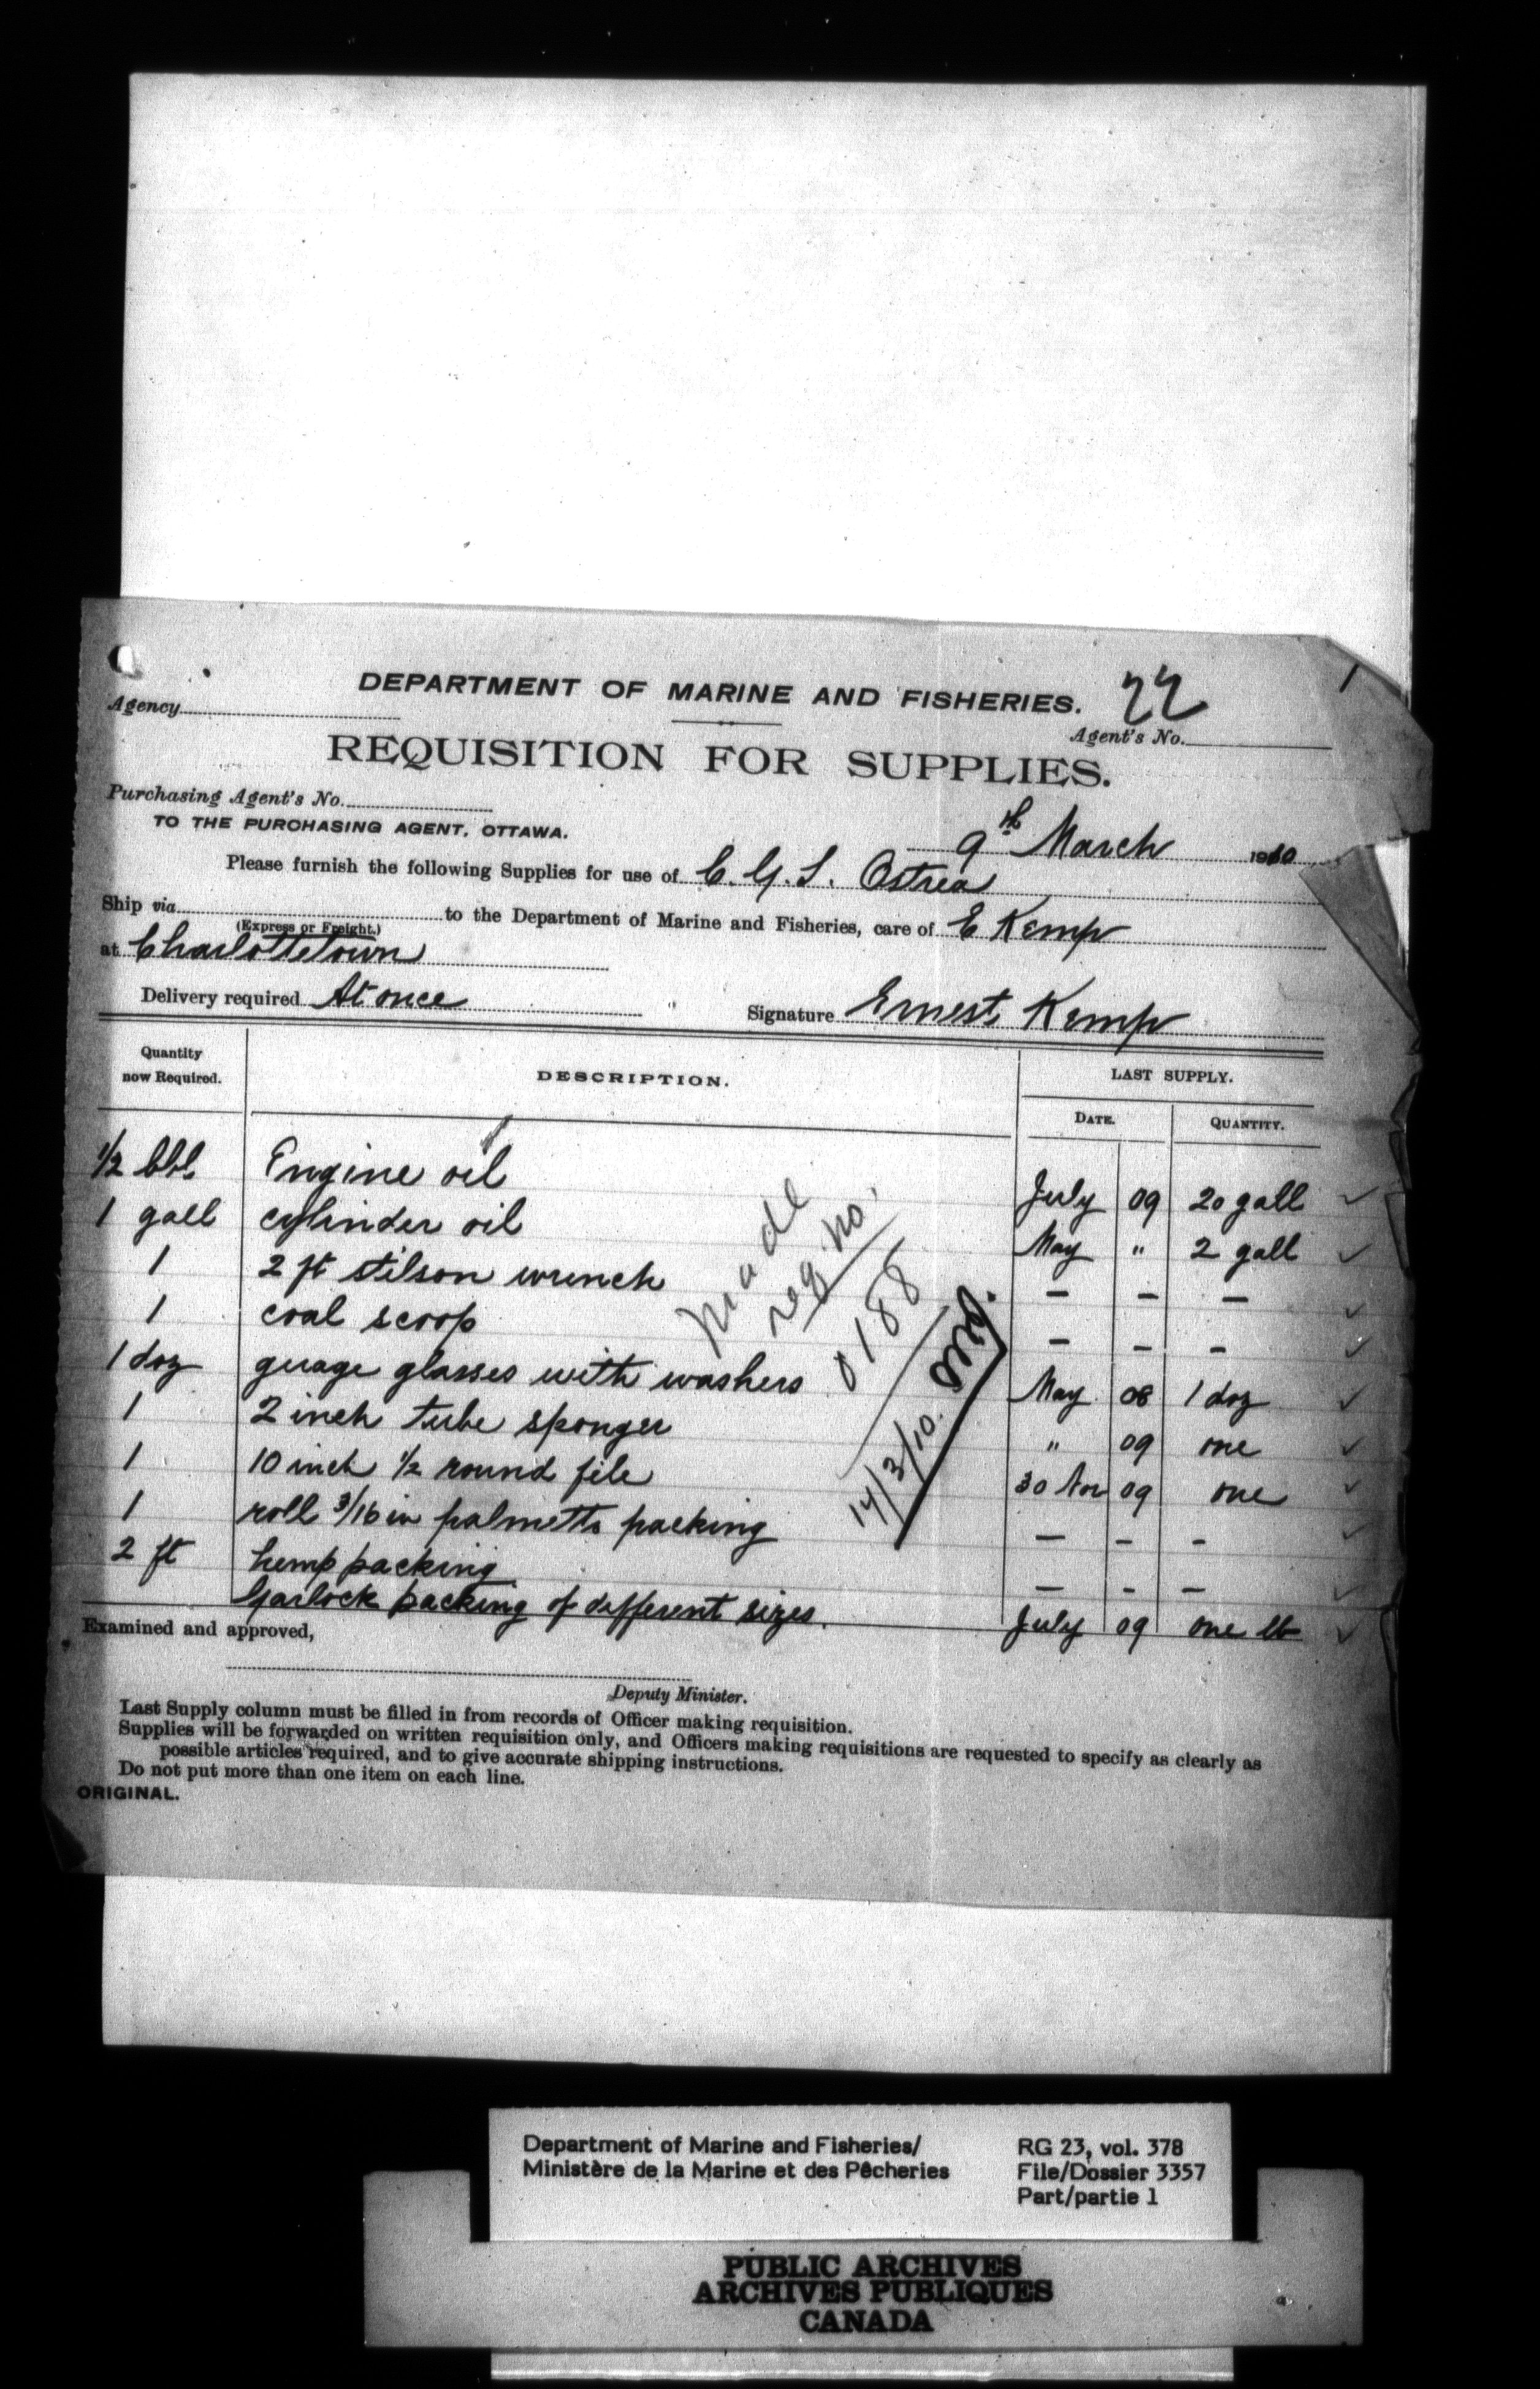 DEPARTMENT OF MARINE AND FISHERIES. 22
Agency
Agent's No.
REQUISITION FOR SUPPLIES.
Purchasing Agent's No.
TO THE PURCHASING AGENT, OTTAWA.
9th March 1910
Please furnish the following Supplies for use of C. G. S. Ostrea
Ship via to the Department of Marine and Fisheries, care of E Kemp
(Express or Freight.)
at Charlottetown
Delivery required At once Signature Ernest Kemp
Quantity now Required. DESCRIPTION. LAST SUPPLY.
DATE. QUANTITY.
1/2 bbl Engine oil July 09 20 gall ✓
1 gall cylinder oil May " 2 gall ✓
1 2 ft stilson wrench — — — ✓
1 coal scoop — — — ✓
1 doz guage glasses with washers May 08 1 doz ✓
1 2 inch tube sponger " 09 one ✓
1 10 inch 1/2 round file 30 Nov 09 one ✓
1 roll 3/16 in palmetto packing — — - ✓
2 ft hemp packing — - — ✓
Garlock packing of different sizes. July 09 one lb ✓
made
req no.
0188
14/3/10.
Examined and approved,
Deputy Minister.
Last Supply column must be filled in from records of Officer making requisition.
Supplies will be forwarded on written requisition only, and Officers making requisitions are requested to specify as clearly as
possible articles required, and to give accurate shipping instructions.
Do not put more than one item on each line.
ORIGINAL.
Department of Marine and Fisheries/ RG 23, vol. 378
Ministère de la Marine et des Pêcheries File/Dossier 3357
Part/partie 1
PUBLIC ARCHIVES
ARCHIVES PUBLIQUES
CANADA